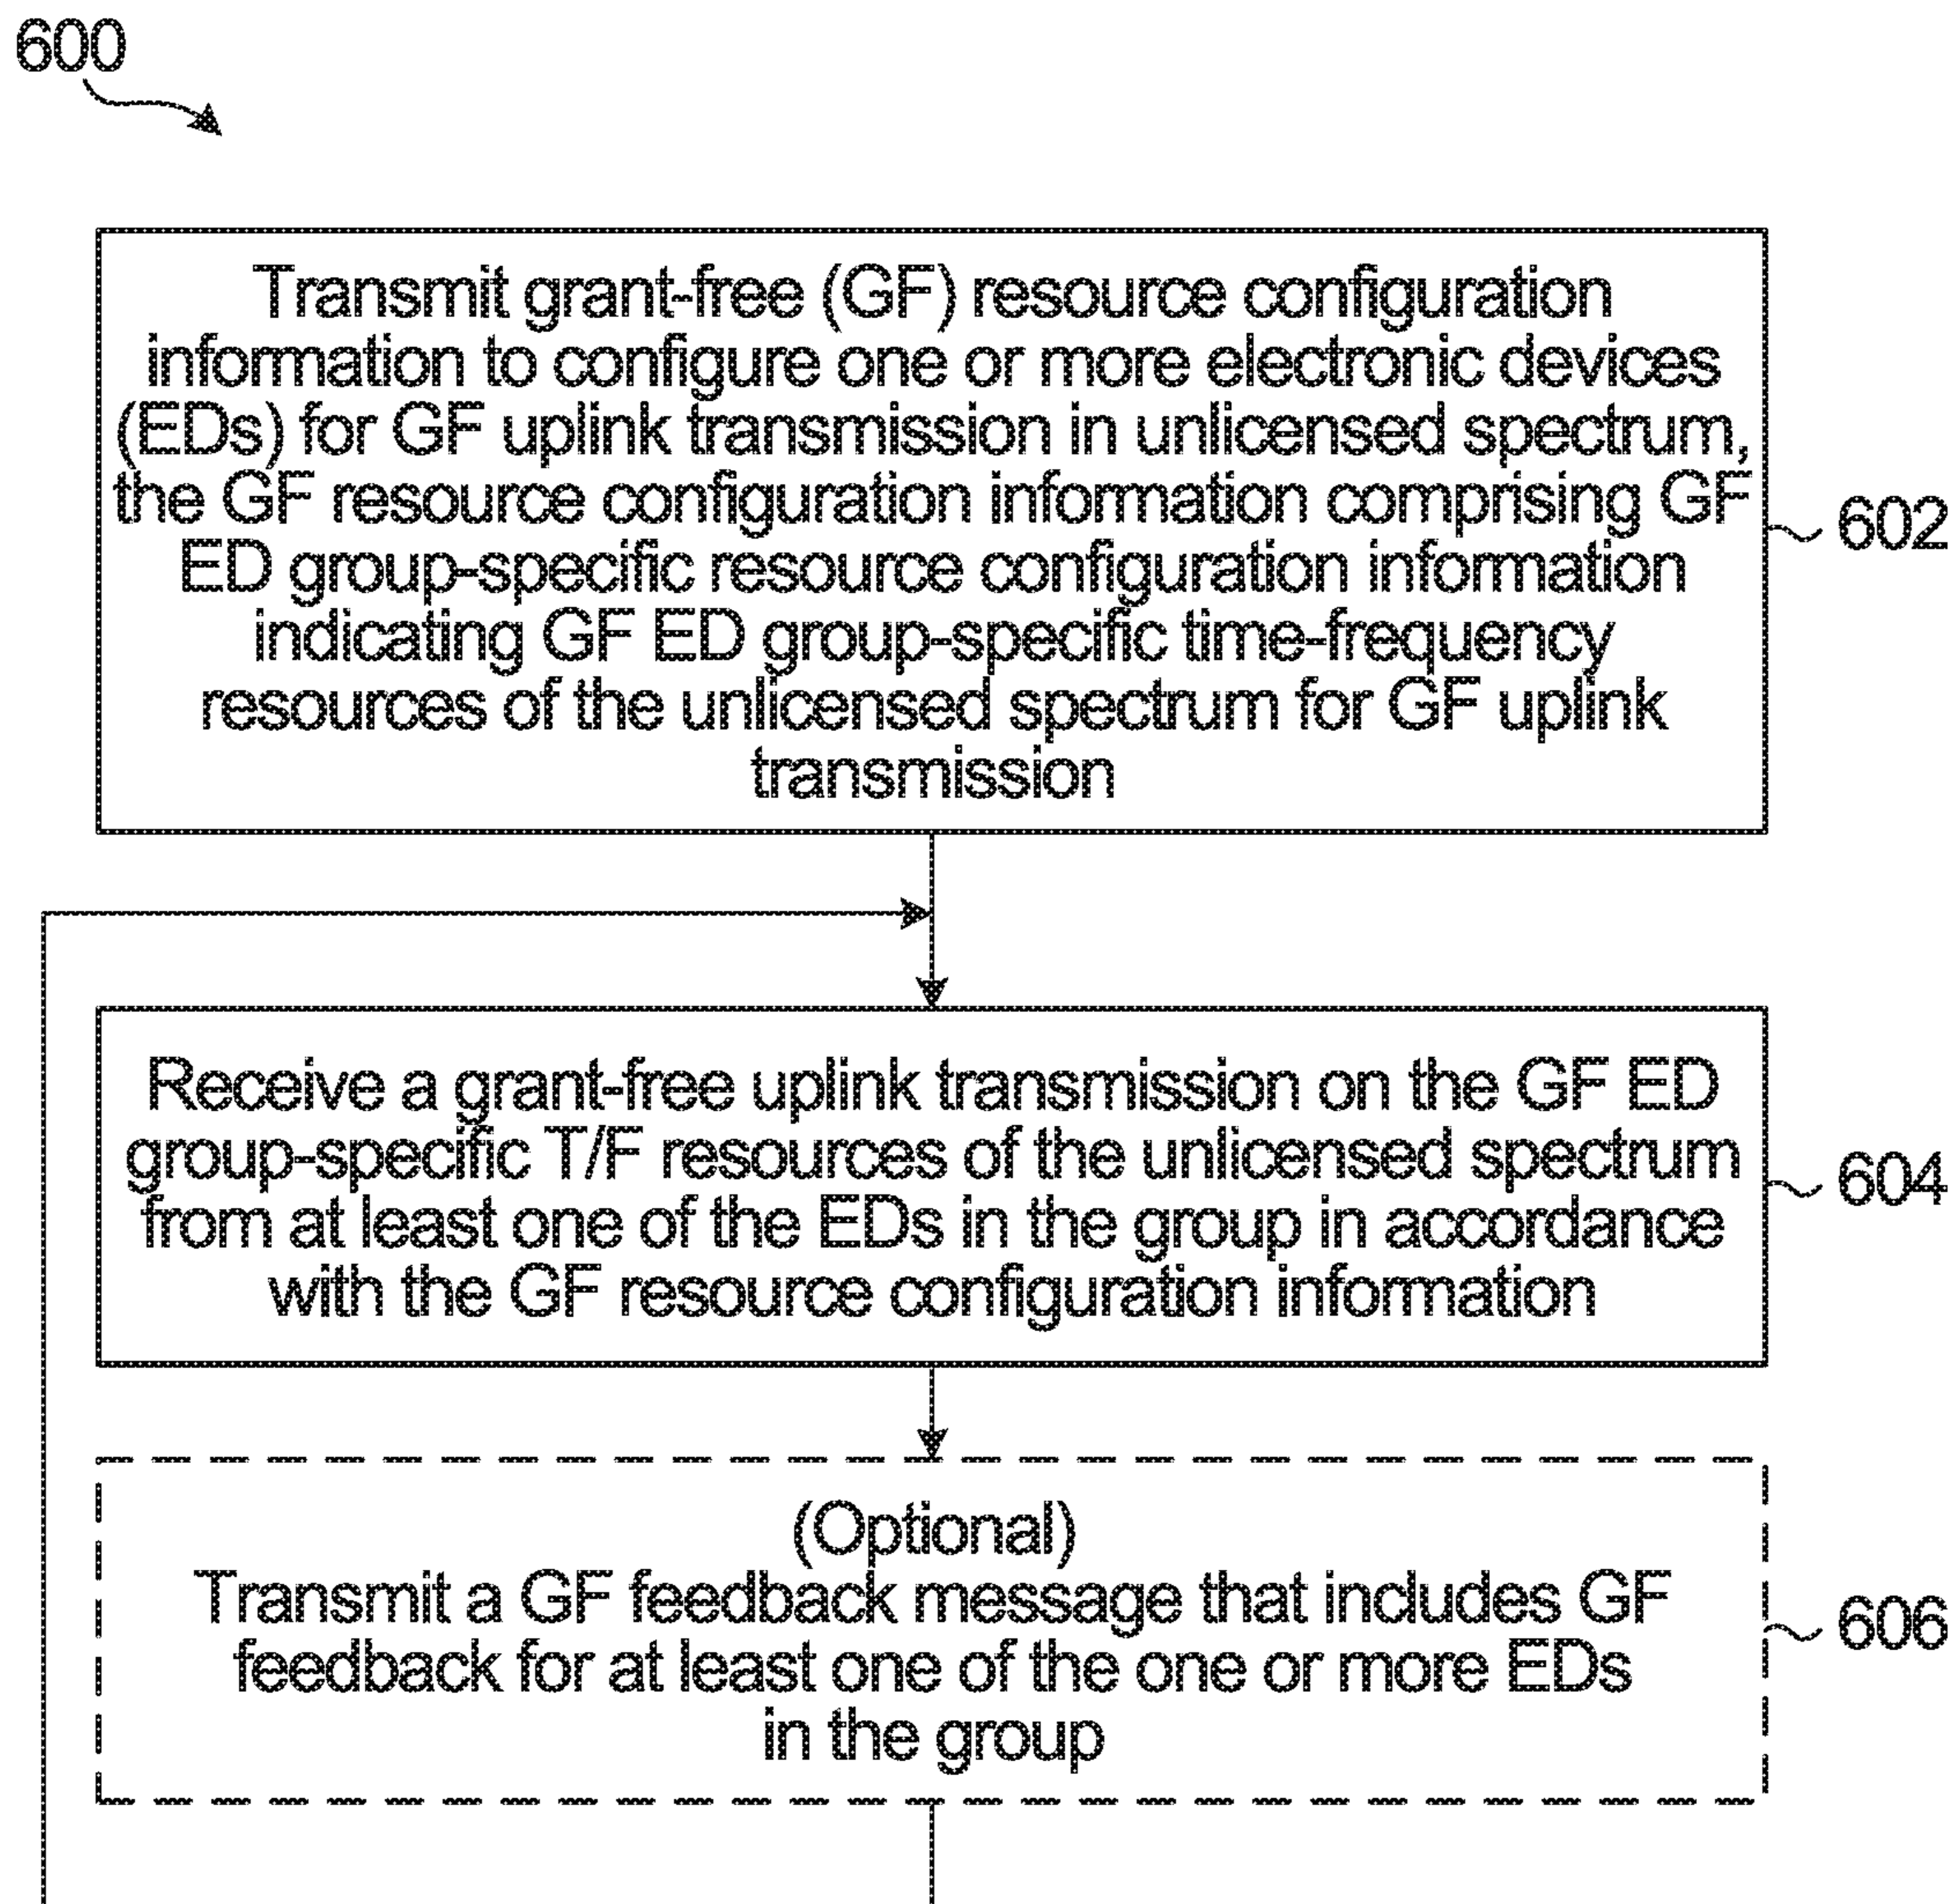 600
Transmit grant-free (GF) resource configuration
information to configure one or more electronic devices
(EDs) for GF uplink transmission in unlicensed spectrum,
the GF resource configuration information comprising GF
ED group-specific resource configuration information
indicating GF ED group-specific time-frequency
resources of the unlicensed spectrum for GF uplink
transmission
602
Receive a grant-free uplink transmission on the GF ED
group-specific T/F resources of the unlicensed spectrum
from at least one of the EDs in the group in accordance
with the GF resource configuration information
604
(Optional)
Transmit a GF feedback message that includes GF
feedback for at least one of the one or more EDs
in the group
606